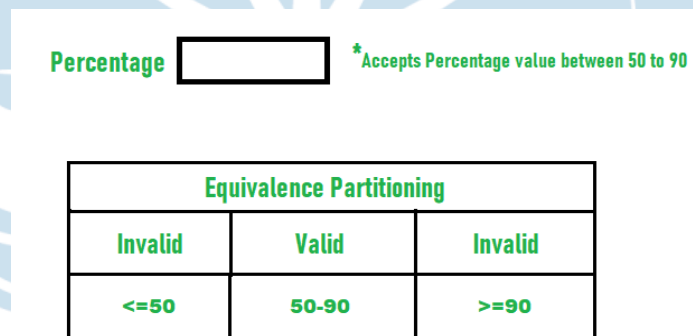 Percentage
*Accepts Percentage value between 50 to 90
Equivalence Partitioning
Invalid Valid Invalid
<=50 50-90 >=90